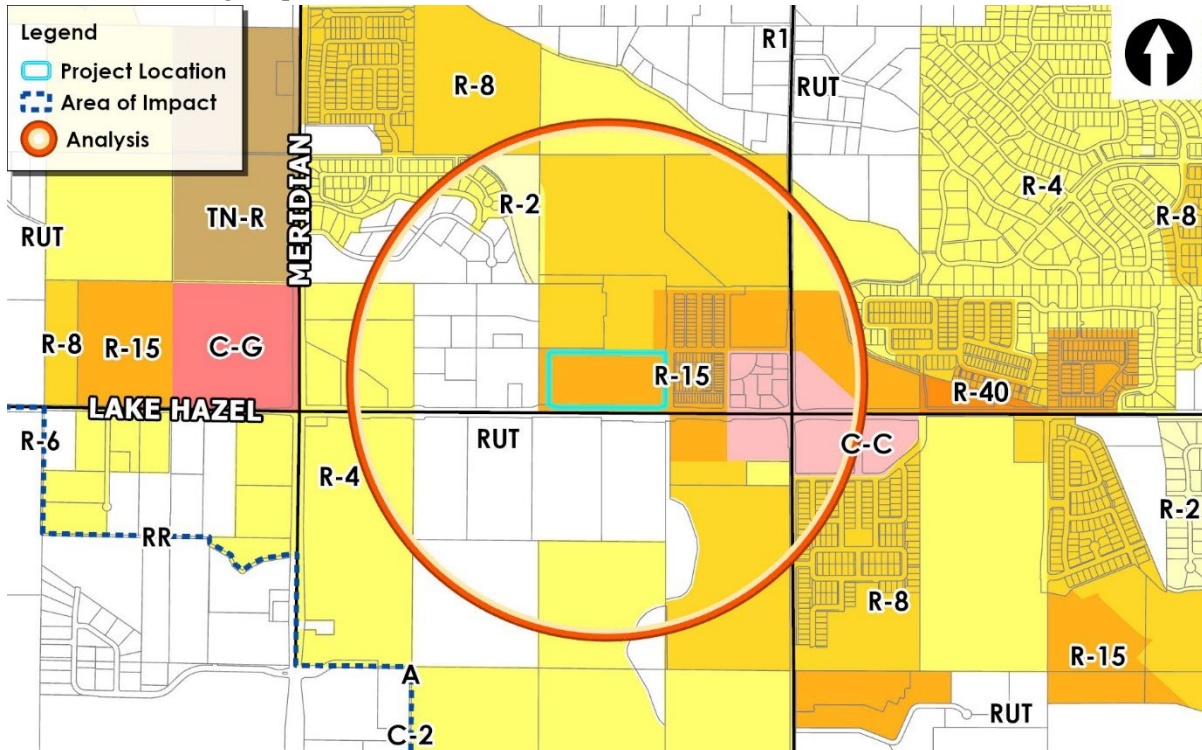 Legend
Project Location
Area of Impact
Analysis
R1
R-8
RUT
MERIDIAN
R-4
R-2
R-8
TN-R
RUT
R-8
R-15
C-G
R-15
R-40
LAKE HAZEL
R-6
RUT
C-C
R-4
R-2
RR
R-8
R-15
A
RUT
C-2